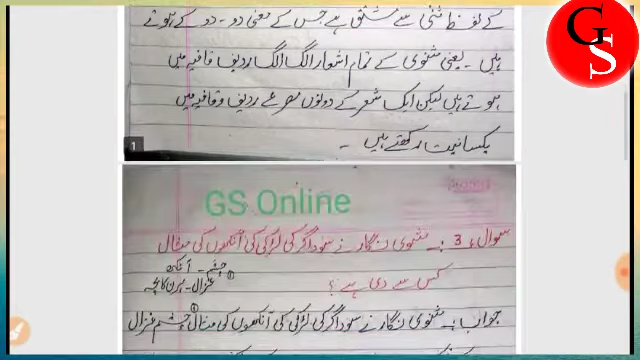 کے لفظ مثنیٰ سے مشتق ہے جس کے معنی دو - دو کے ہوتے
ہیں - یعنی مثنوی کے تمام اشعار الگ الگ ردیف قافیہ میں
ہوتے ہیں لیکن ایک شعر کے دونوں مصرعے ردیف و قافیہ میں
یکسانیت رکھتے ہیں -
1
GS
GS Online
سوال 3 :- مثنوی نگار نے سوداگر کی لڑکی کی آنکھوں کی مثال
کس سے دی ہے ؟
چشم - آنکھ
غزال - ہرن کا بچہ
جواب :- مثنوی نگار نے سوداگر کی لڑکی کی آنکھوں کی مثال چشم غزال